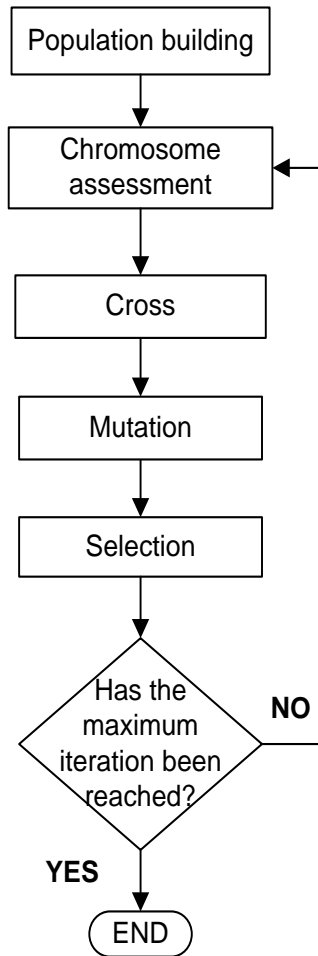 Population building
Chromosome
assessment
Cross
Mutation
Selection
Has the
maximum
iteration been
reached?
NO
YES
END